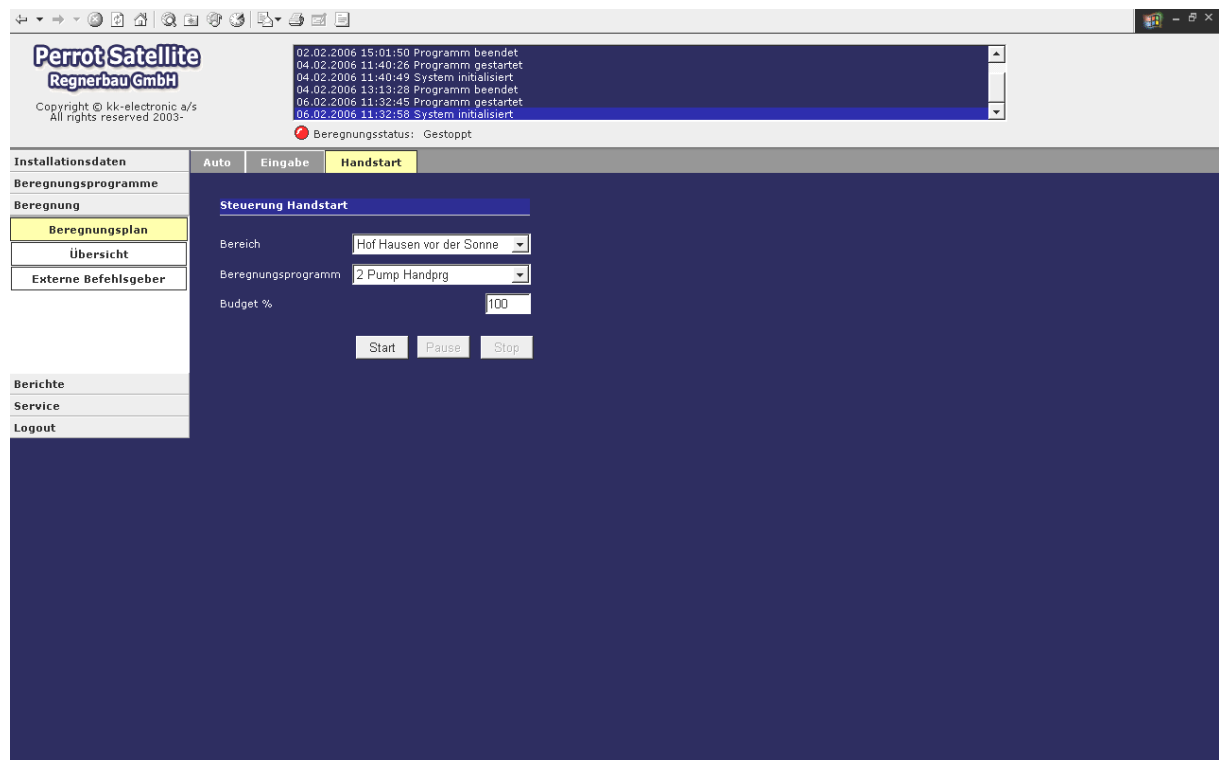 Perrot Satellite
Regnerbau GmbH
Copyright © kk-electronic a/s
All rights reserved 2003-
02.02.2006 15:01:50 Programm beendet
04.02.2006 11:40:26 Programm gestartet
04.02.2006 11:40:49 System initialisiert
04.02.2006 13:13:28 Programm beendet
06.02.2006 11:32:45 Programm gestartet
06.02.2006 11:32:58 System initialisiert
Beregnungsstatus: Gestoppt
Installationsdaten
Beregnungsprogramme
Beregnung
Beregnungsplan
Übersicht
Externe Befehlsgeber
Berichte
Service
Logout
Auto Eingabe Handstart
Steuerung Handstart
Bereich Hof Hausen vor der Sonne
Beregnungsprogramm 2 Pump Handprg
Budget % 100
Start Pause Stop